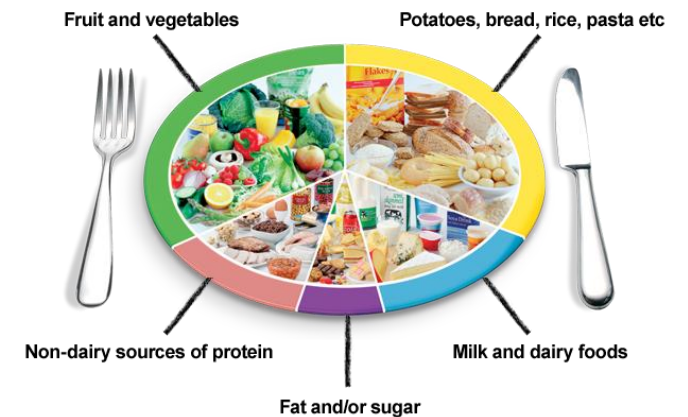 Fruit and vegetables
Potatoes, bread, rice, pasta etc
Flakes
Non-dairy sources of protein
Milk and dairy foods
Fat and/or sugar